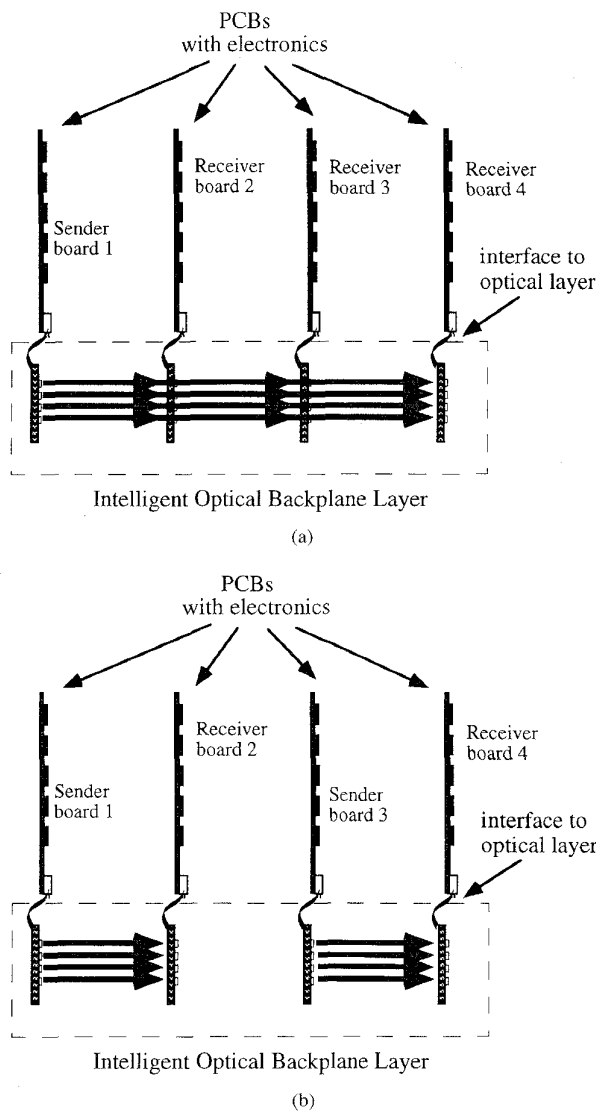 PCBs
with electronics
Sender
board 1
Receiver
board 2
Receiver
board 3
Receiver
board 4
interface to
optical layer
Intelligent Optical Backplane Layer
(a)
PCBs
with electronics
Sender
board 1
Receiver
board 2
Sender
board 3
Receiver
board 4
interface to
optical layer
Intelligent Optical Backplane Layer
(b)